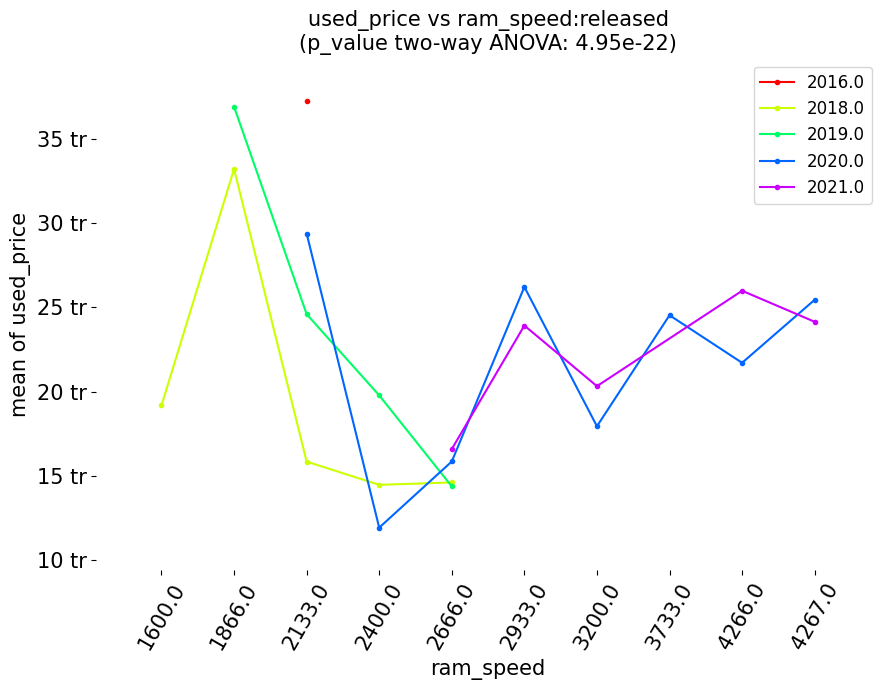 used_price vs ram_speed:released
(p_value two-way ANOVA: 4.95e-22)
2016.0
2018.0
2019.0
2020.0
2021.0
mean of used_price
35 tr
30 tr
25 tr
20 tr
15 tr
10 tr
1600.0
1866.0
2133.0
2400.0
2666.0
2933.0
3200.0
3733.0
4266.0
4267.0
ram_speed